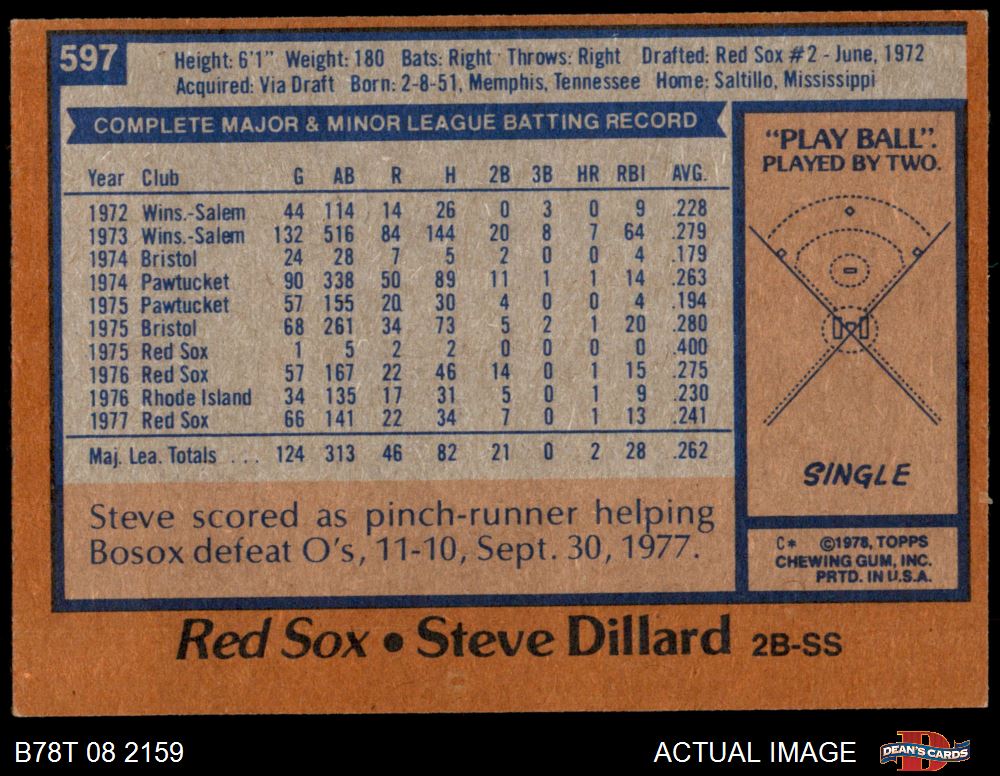 597
Height: 6'1" Weight: 180 Bats: Right Throws: Right Drafted: Red Sox #2 - June, 1972
Acquired: Via Draft Born: 2-8-51, Memphis, Tennessee Home: Saltillo, Mississippi
COMPLETE MAJOR & MINOR LEAGUE BATTING RECORD
Year Club G AB R H 2B 3B HR RBI AVG.
1972 Wins.-Salem 44 114 14 26 0 3 0 9 .228
1973 Wins.-Salem 132 516 84 144 20 8 7 64 .279
1974 Bristol 24 28 7 5 2 0 0 4 .179
1974 Pawtucket 90 338 50 89 11 1 1 14 .263
1975 Pawtucket 57 155 20 30 4 0 0 4 .194
1975 Bristol 68 261 34 73 5 2 1 20 .280
1975 Red Sox 1 5 2 2 0 0 0 0 .400
1976 Red Sox 57 167 22 46 14 0 1 15 .275
1976 Rhode Island 34 135 17 31 5 0 1 9 .230
1977 Red Sox 66 141 22 34 7 0 1 13 .241
Maj. Lea. Totals . . . 124 313 46 82 21 0 2 28 .262
Steve scored as pinch-runner helping
Bosox defeat O's, 11-10, Sept. 30, 1977.
"PLAY BALL".
PLAYED BY TWO.
SINGLE
C* ©1978, TOPPS
CHEWING GUM, INC.
PRTD. IN U.S.A.
Red Sox • Steve Dillard 2B-SS
B78T 08 2159
ACTUAL IMAGE
D
DEAN'S CARDS